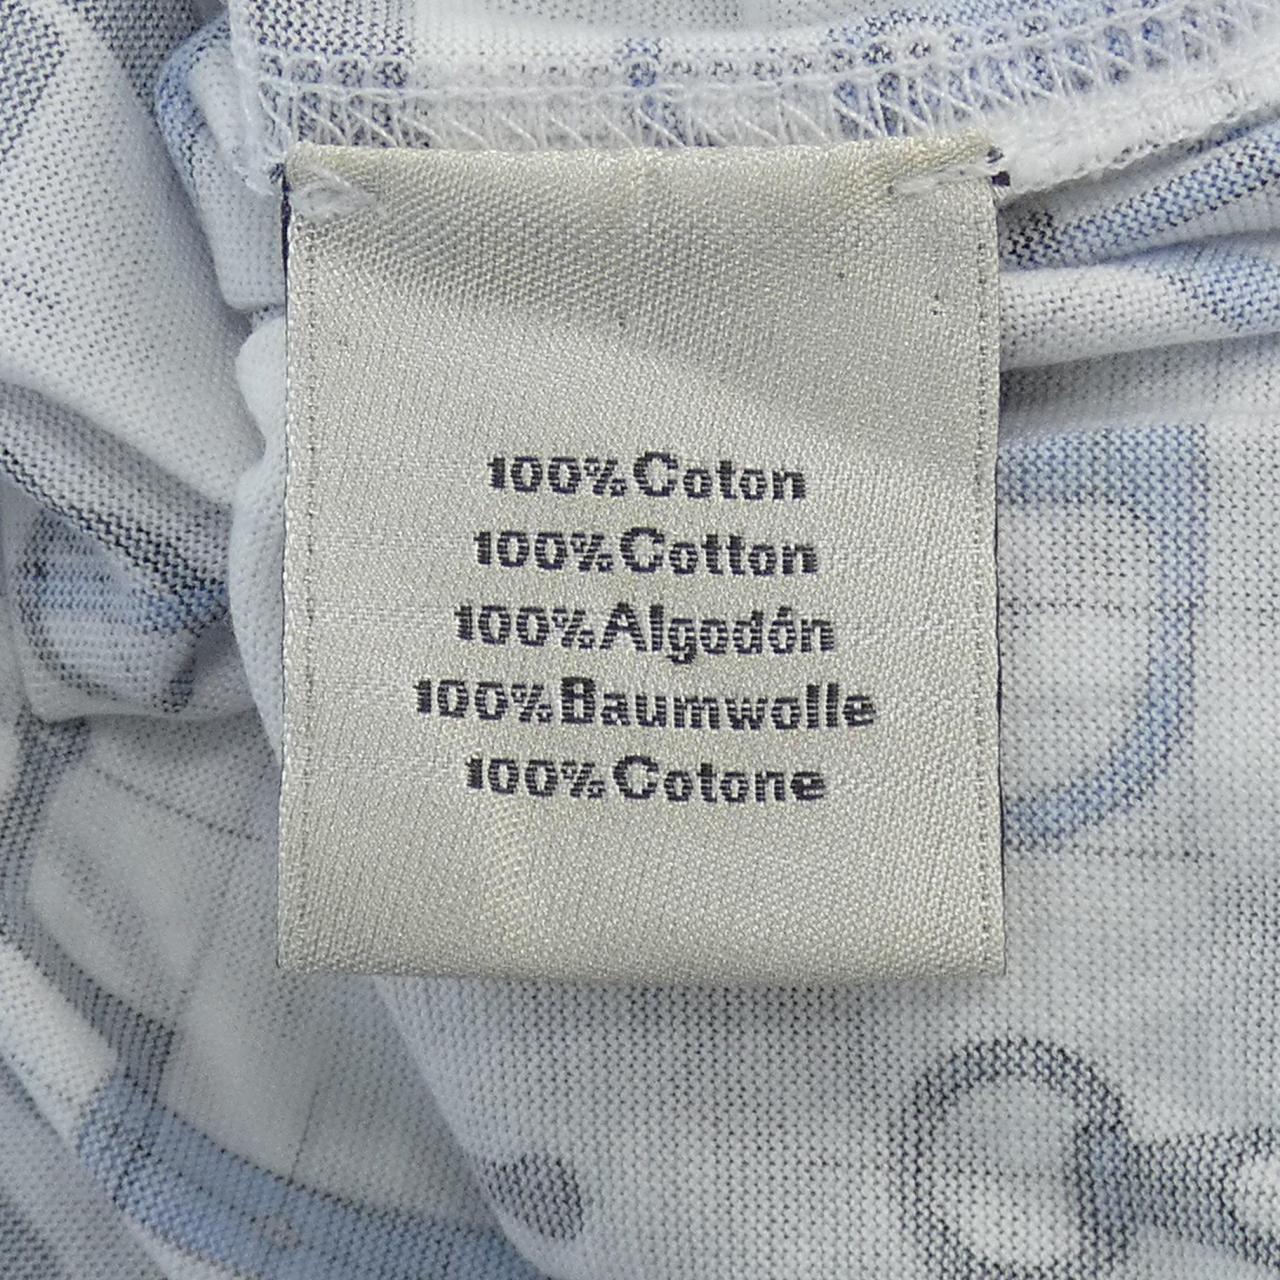 100% Coton
100% Cotton
100% Algodón
100% Baumwolle
100% Cotone